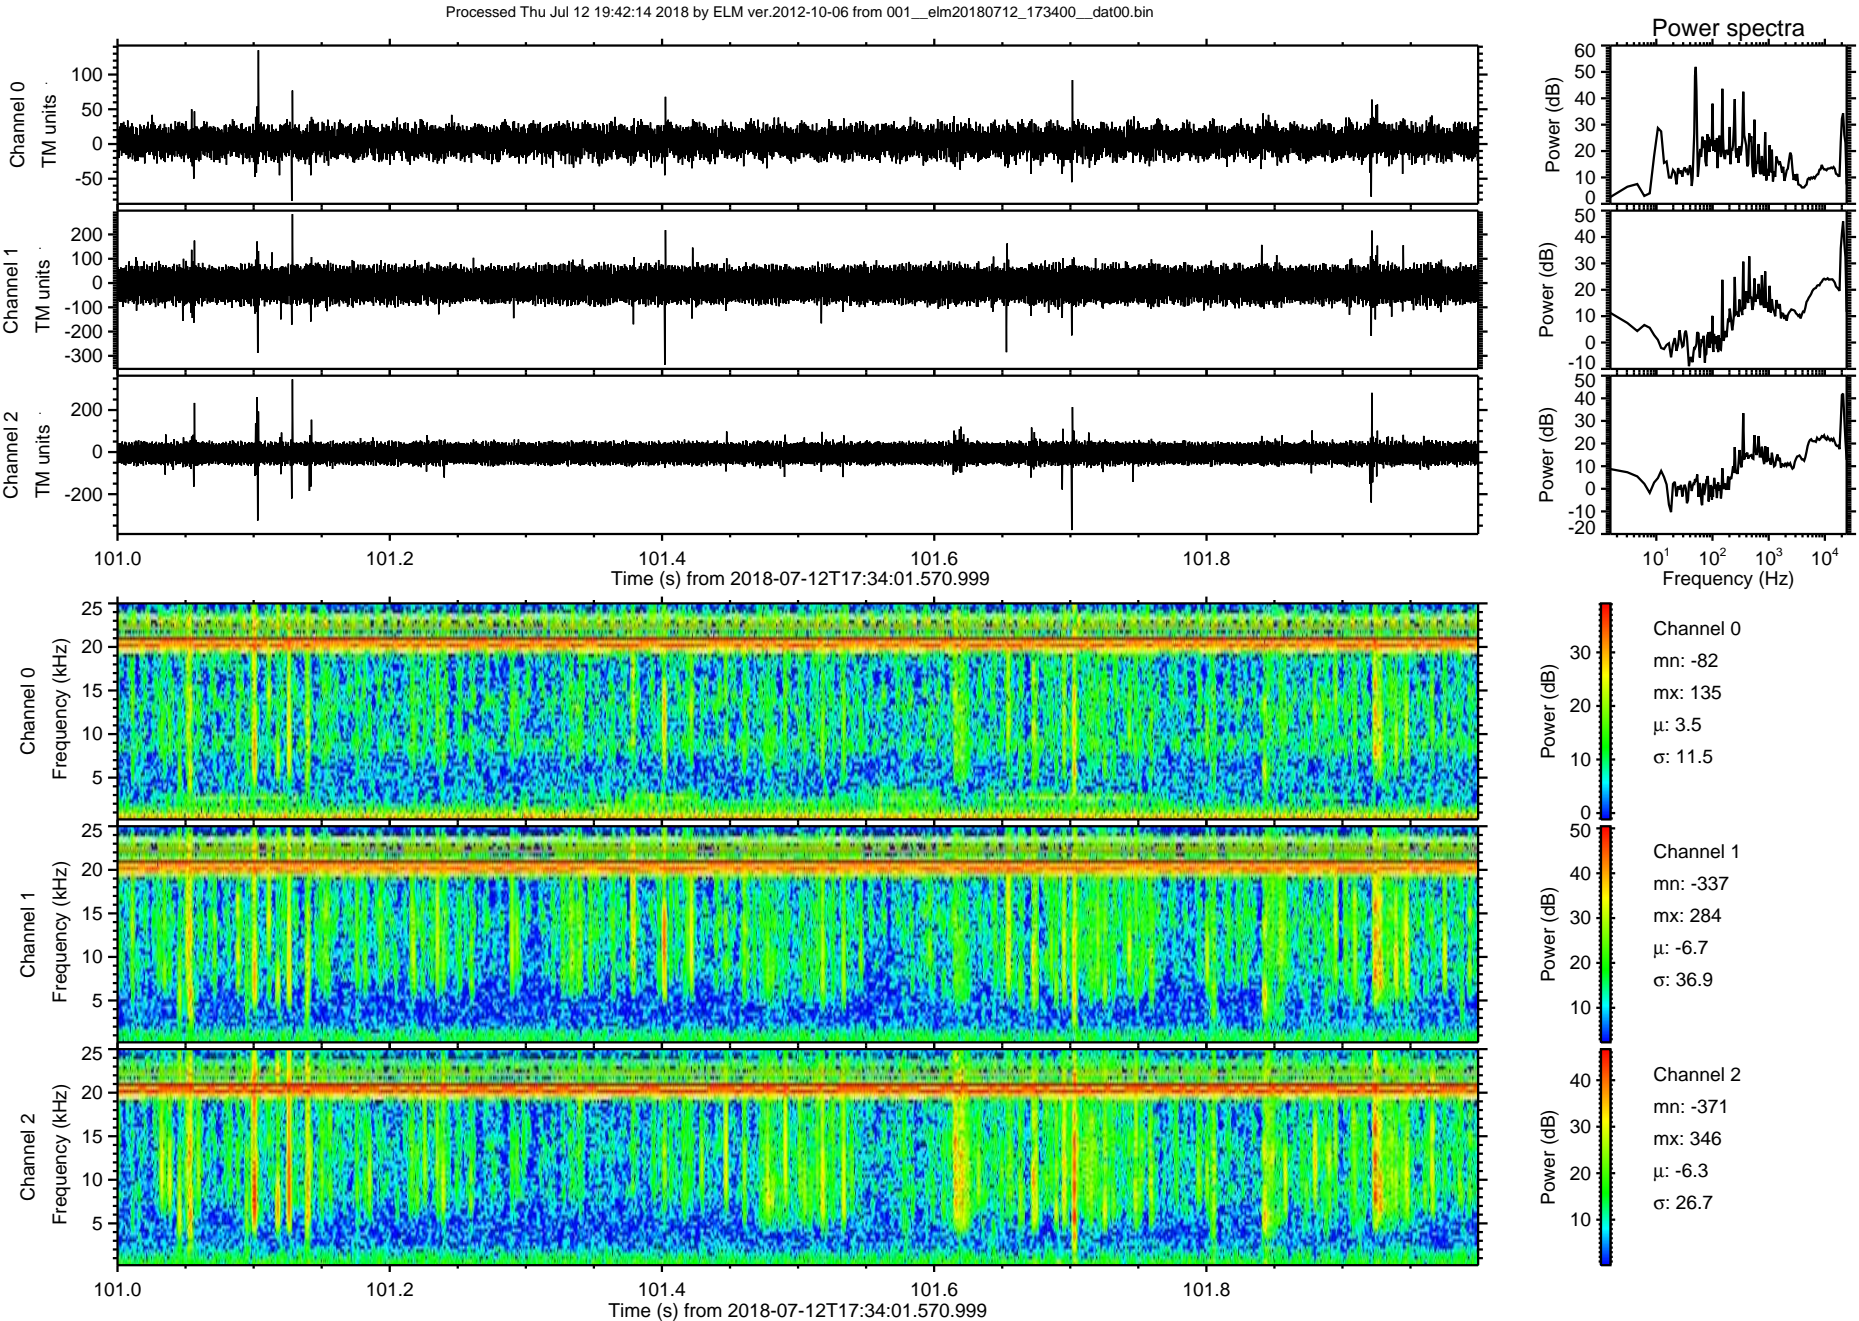 Processed Thu Jul 12 19:42:14 2018 by ELM ver.2012-10-06 from 001__elm20180712_173400__dat00.bin
Power spectra
Channel 0
TM units
100
50
0
-50
Power (dB)
60
50
40
30
20
10
0
Channel 1
TM units
200
100
0
-100
-200
-300
Power (dB)
50
40
30
20
10
0
-10
Channel 2
TM units
200
0
-200
Power (dB)
50
40
30
20
10
0
-10
-20
101.0 101.2 101.4 101.6 101.8
Time (s) from 2018-07-12T17:34:01.570.999
10¹ 10² 10³ 10⁴
Frequency (Hz)
Channel 0
Frequency (kHz)
25
20
15
10
5
Power (dB)
30
20
10
0
Channel 0
mn: -82
mx: 135
μ: 3.5
σ: 11.5
Channel 1
Frequency (kHz)
25
20
15
10
5
Power (dB)
50
40
30
20
10
Channel 1
mn: -337
mx: 284
μ: -6.7
σ: 36.9
Channel 2
Frequency (kHz)
25
20
15
10
5
Power (dB)
40
30
20
10
Channel 2
mn: -371
mx: 346
μ: -6.3
σ: 26.7
101.0 101.2 101.4 101.6 101.8
Time (s) from 2018-07-12T17:34:01.570.999